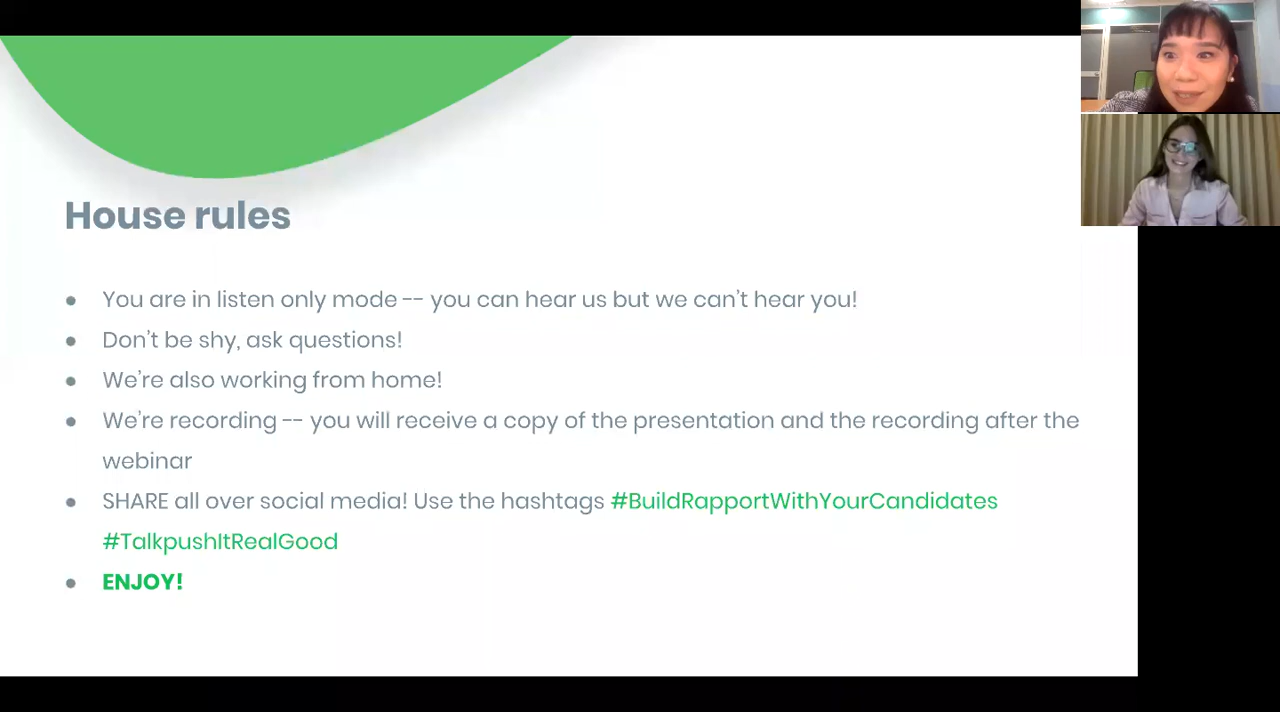 House rules
● You are in listen only mode -- you can hear us but we can't hear you!
● Don't be shy, ask questions!
● We're also working from home!
● We're recording -- you will receive a copy of the presentation and the recording after the
webinar
● SHARE all over social media! Use the hashtags #BuildRapportWithYourCandidates
#TalkpushItRealGood
● ENJOY!